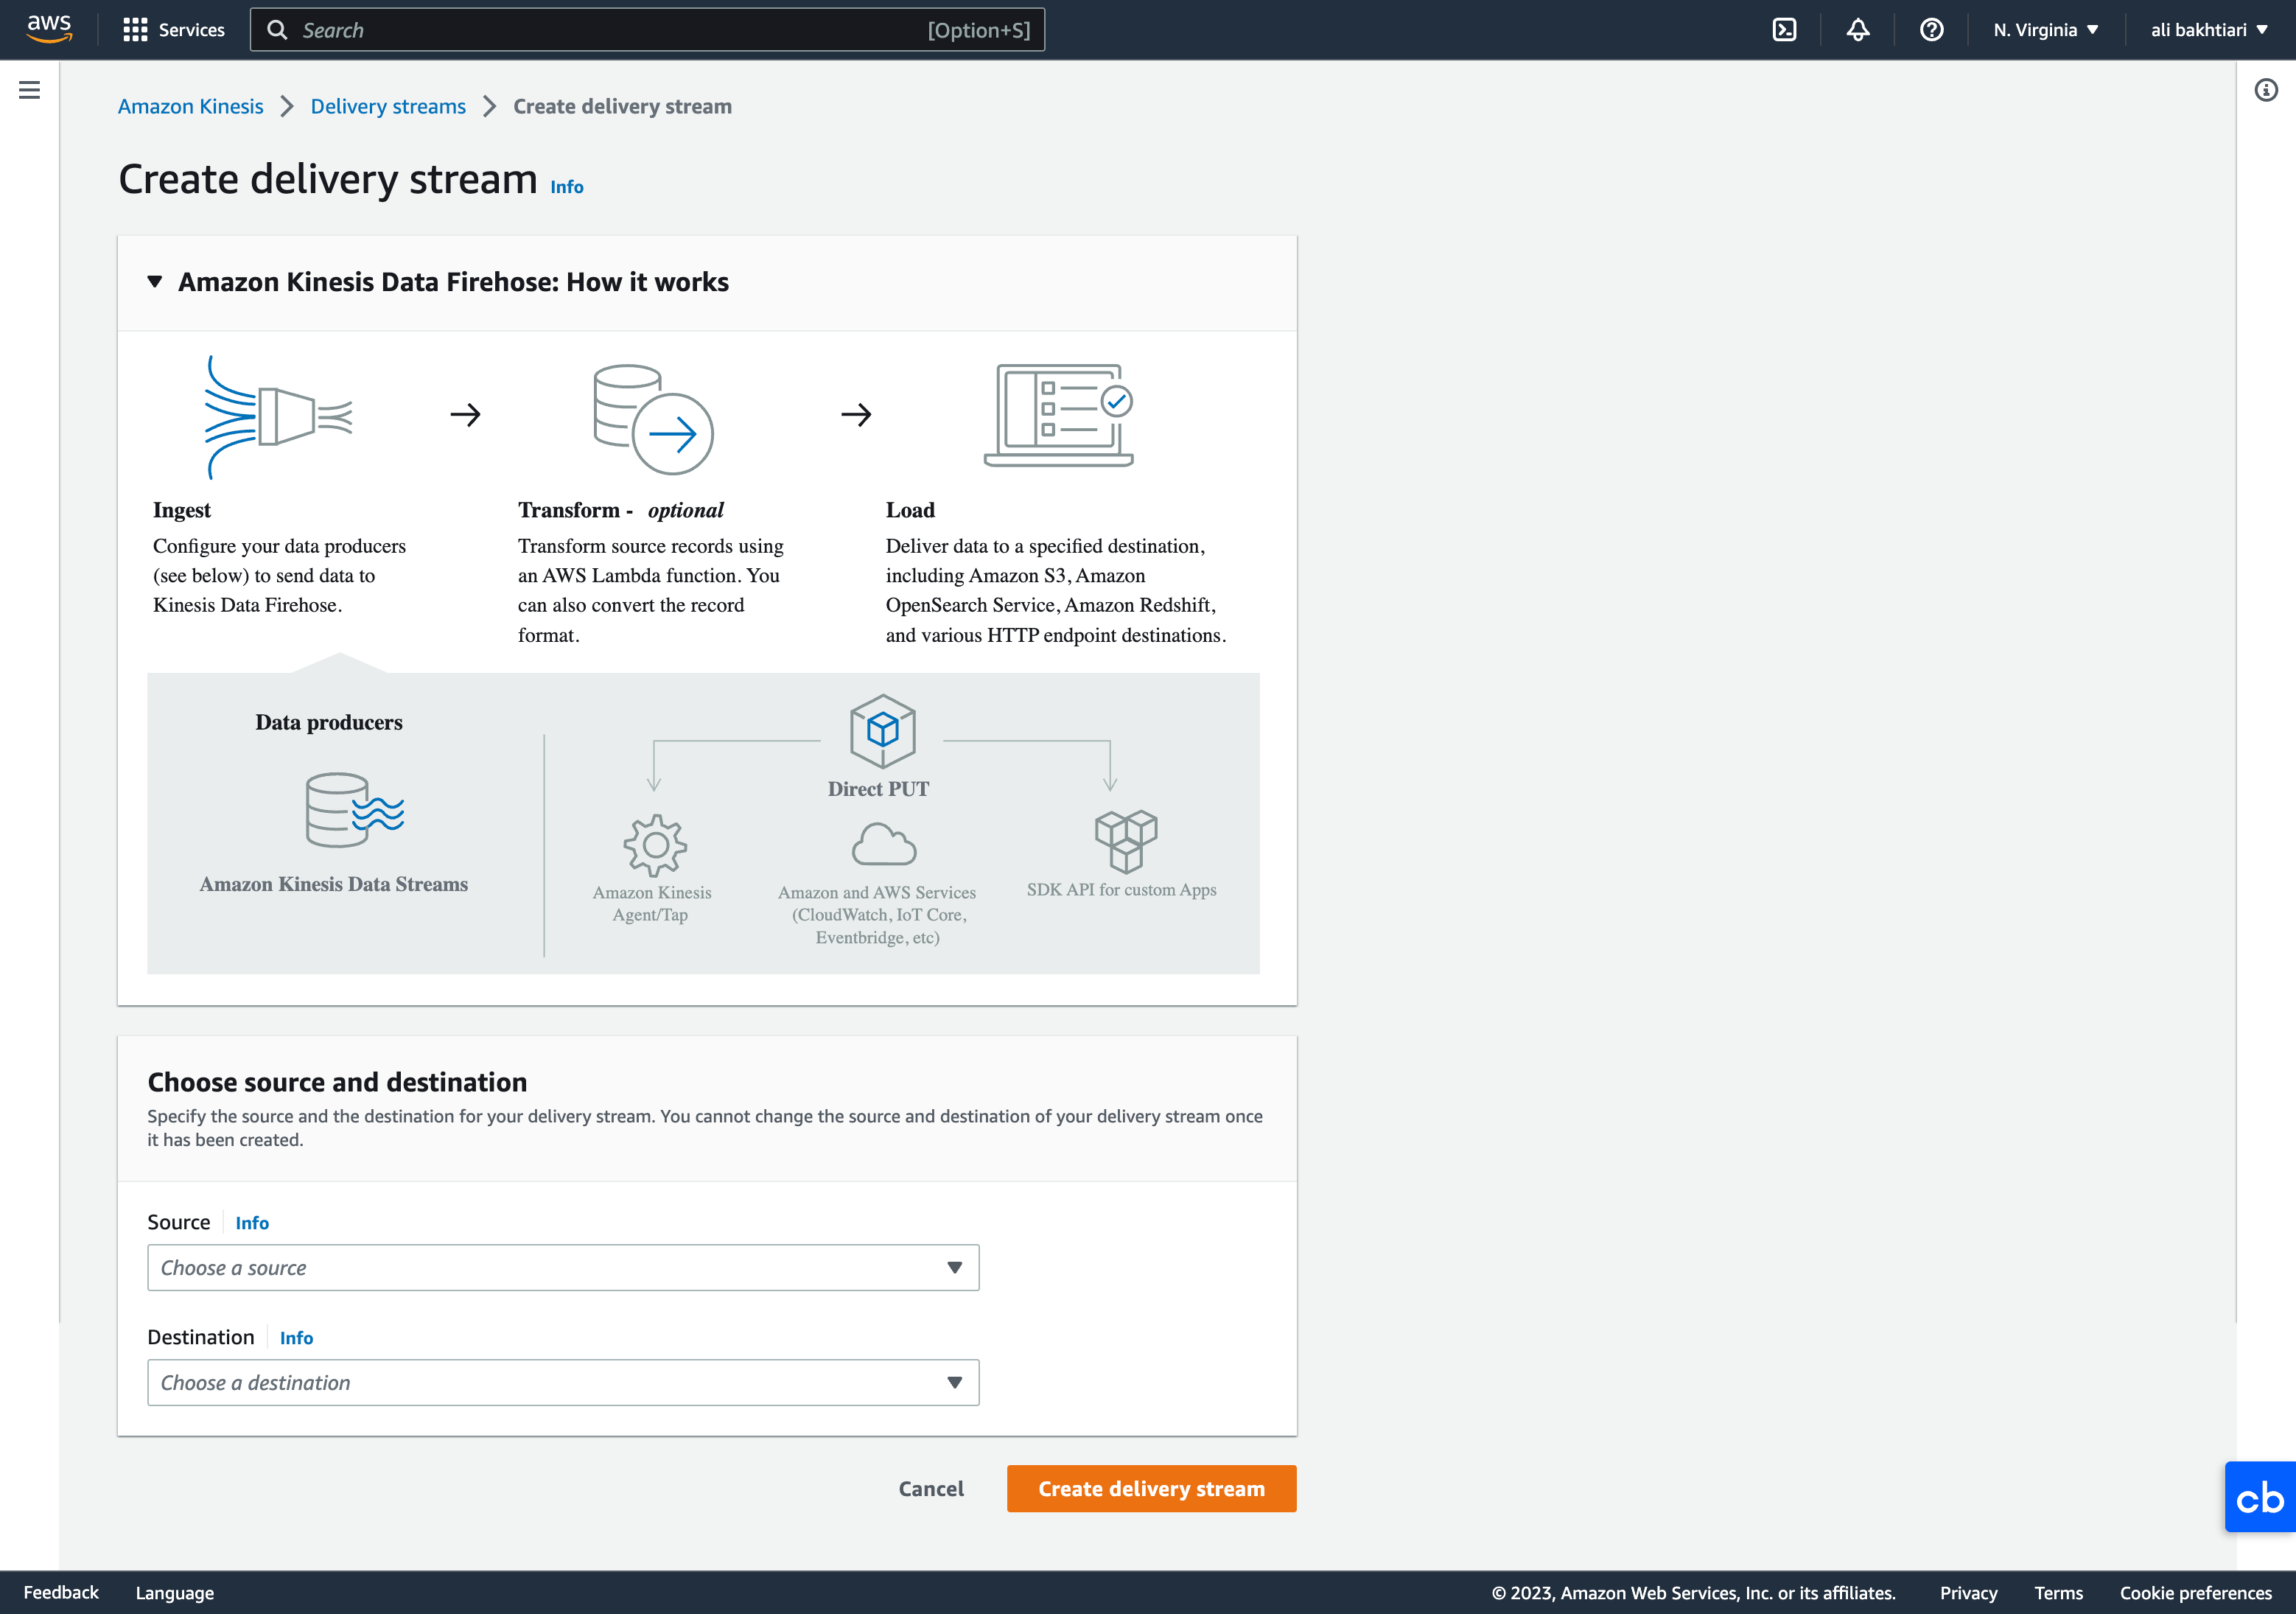 aws
Services
Search
[Option+S]
N. Virginia
ali bakhtiari
Amazon Kinesis
Delivery streams
Create delivery stream
Create delivery stream Info
Amazon Kinesis Data Firehose: How it works
Ingest
Configure your data producers
(see below) to send data to
Kinesis Data Firehose.
Transform - optional
Transform source records using
an AWS Lambda function. You
can also convert the record
format.
Load
Deliver data to a specified destination,
including Amazon S3, Amazon
OpenSearch Service, Amazon Redshift,
and various HTTP endpoint destinations.
Data producers
Amazon Kinesis Data Streams
Direct PUT
Amazon Kinesis
Agent/Tap
Amazon and AWS Services
(CloudWatch, IoT Core,
Eventbridge, etc)
SDK API for custom Apps
Choose source and destination
Specify the source and the destination for your delivery stream. You cannot change the source and destination of your delivery stream once
it has been created.
Source Info
Choose a source
Destination Info
Choose a destination
Cancel
Create delivery stream
cb
Feedback
Language
© 2023, Amazon Web Services, Inc. or its affiliates.
Privacy
Terms
Cookie preferences